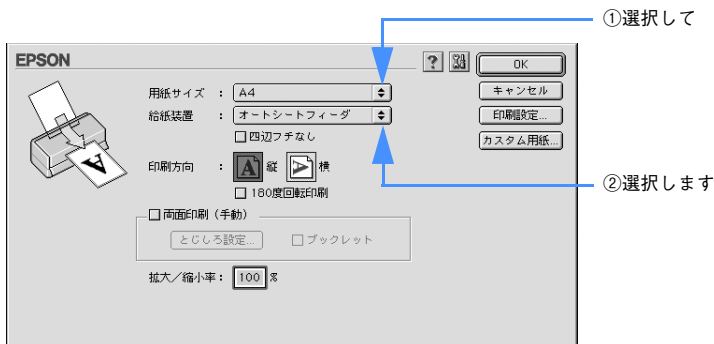 ①選択して
EPSON
?
OK
用紙サイズ : A4
キャンセル
給紙装置 : オートシートフィーダ
印刷設定...
四辺フチなし
カスタム用紙...
印刷方向 : A 縦 A 横
②選択します
180度回転印刷
両面印刷(手動)
とじしろ設定... ブックレット
拡大/縮小率: 100 %